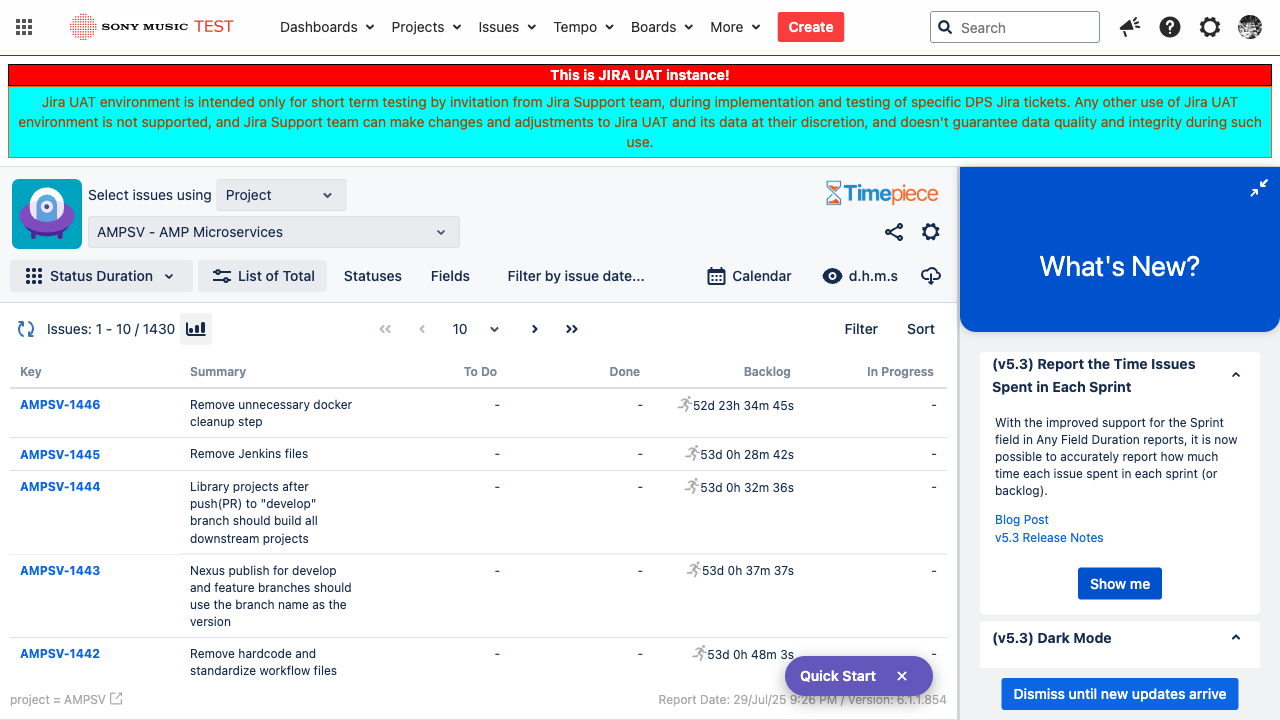 SONY MUSIC TEST
Dashboards Projects Issues Tempo Boards More Create Search
This is JIRA UAT instance!
Jira UAT environment is intended only for short term testing by invitation from Jira Support team, during implementation and testing of specific DPS Jira tickets. Any other use of Jira UAT
environment is not supported, and Jira Support team can make changes and adjustments to Jira UAT and its data at their discretion, and doesn't guarantee data quality and integrity during such
use.
Select issues using Project
Timepiece
AMPSV - AMP Microservices
Status Duration List of Total Statuses Fields Filter by issue date... Calendar d.h.m.s
Issues: 1 - 10 / 1430 10 Filter Sort
Key Summary To Do Done Backlog In Progress
AMPSV-1446 Remove unnecessary docker - - 52d 23h 34m 45s -
cleanup step
AMPSV-1445 Remove Jenkins files - - 53d 0h 28m 42s -
AMPSV-1444 Library projects after - - 53d 0h 32m 36s -
push(PR) to "develop"
branch should build all
downstream projects
AMPSV-1443 Nexus publish for develop - - 53d 0h 37m 37s -
and feature branches should
use the branch name as the
version
AMPSV-1442 Remove hardcode and - - 53d 0h 48m 3s -
standardize workflow files
Quick Start
project = AMPSV Report Date: 29/Jul/25 9:26 PM / Version: 6.1.1.854
What's New?
(v5.3) Report the Time Issues
Spent in Each Sprint
With the improved support for the Sprint
field in Any Field Duration reports, it is now
possible to accurately report how much
time each issue spent in each sprint (or
backlog).
Blog Post
v5.3 Release Notes
Show me
(v5.3) Dark Mode
Dismiss until new updates arrive